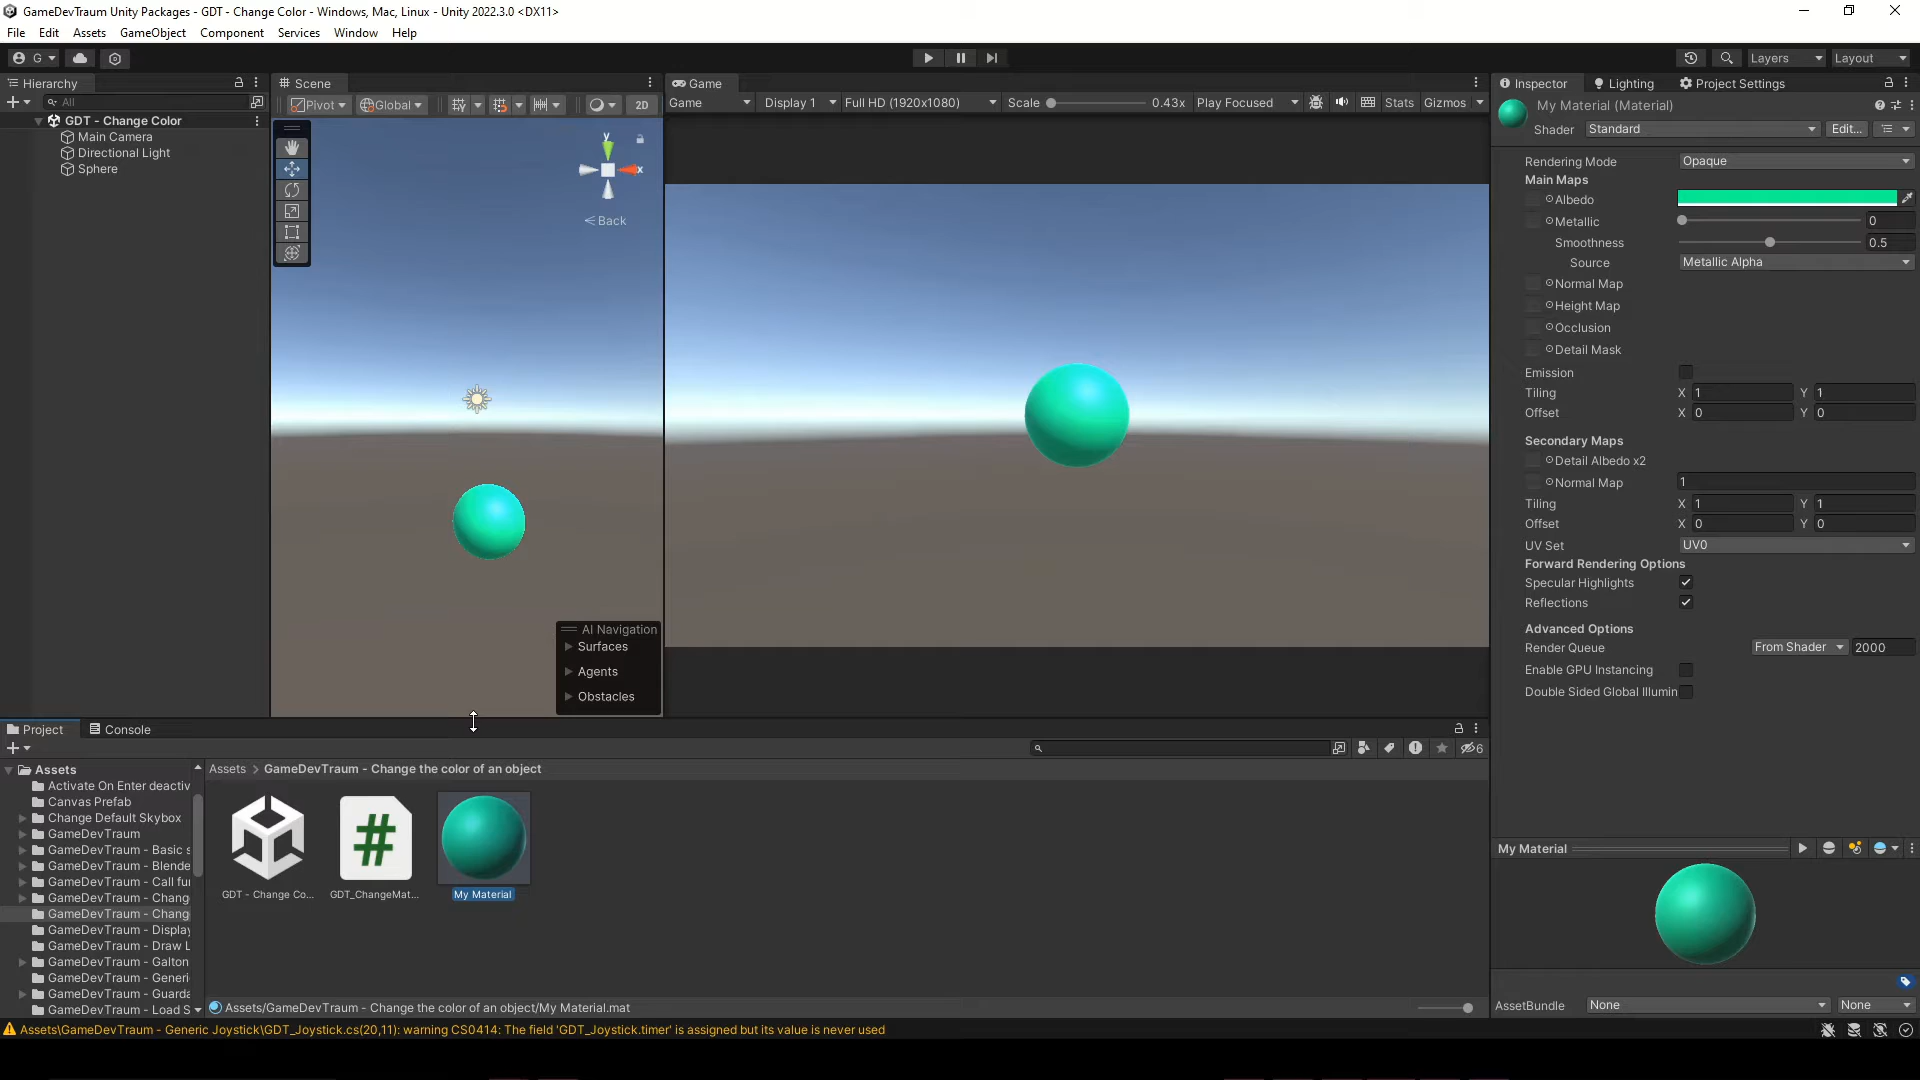 GameDevTraum Unity Packages - GDT - Change Color - Windows, Mac, Linux - Unity 2022.3.0 <DX11>
File Edit Assets GameObject Component Services Window Help
G Layers Layout
Hierarchy
All
GDT - Change Color
Main Camera
Directional Light
Sphere
Scene
Pivot Global 2D
y
x
Back
AI Navigation
Surfaces
Agents
Obstacles
Game
Game Display 1 Full HD (1920x1080) Scale 0.43x Play Focused Stats Gizmos
Inspector Lighting Project Settings
My Material (Material)
Shader Standard Edit...
Rendering Mode Opaque
Main Maps
Albedo
Metallic 0
Smoothness 0.5
Source Metallic Alpha
Normal Map
Height Map
Occlusion
Detail Mask
Emission
Tiling X 1 Y 1
Offset X 0 Y 0
Secondary Maps
Detail Albedo x2
Normal Map 1
Tiling X 1 Y 1
Offset X 0 Y 0
UV Set UV0
Forward Rendering Options
Specular Highlights
Reflections
Advanced Options
Render Queue From Shader 2000
Enable GPU Instancing
Double Sided Global Illumin
My Material
AssetBundle None None
Project Console
6
Assets
Activate On Enter deactiv
Canvas Prefab
Change Default Skybox
GameDevTraum
GameDevTraum - Basic s
GameDevTraum - Blende
GameDevTraum - Call fur
GameDevTraum - Chang
GameDevTraum - Chang
GameDevTraum - Display
GameDevTraum - Draw L
GameDevTraum - Galton
GameDevTraum - Generi
GameDevTraum - Guarda
GameDevTraum - Load S
Assets > GameDevTraum - Change the color of an object
GDT - Change Co... GDT_ChangeMat... My Material
Assets/GameDevTraum - Change the color of an object/My Material.mat
Assets\GameDevTraum - Generic Joystick\GDT_Joystick.cs(20,11): warning CS0414: The field 'GDT_Joystick.timer' is assigned but its value is never used